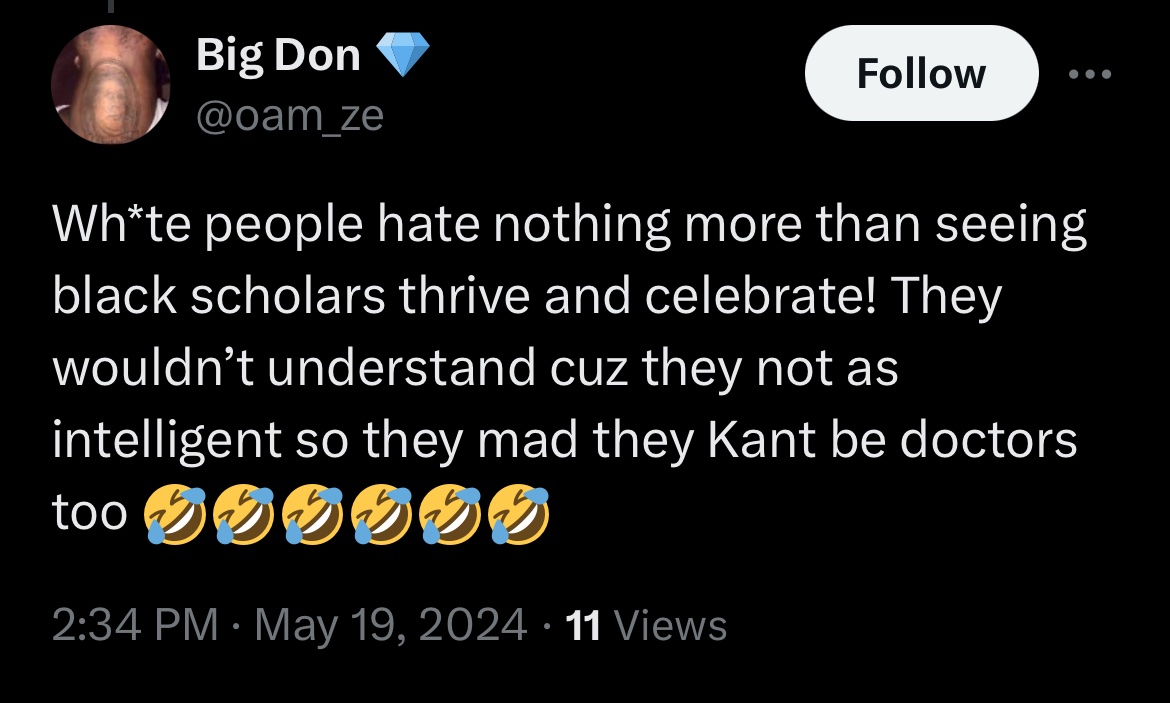 Big Don 💎
Follow
@oam_ze
Wh*te people hate nothing more than seeing
black scholars thrive and celebrate! They
wouldn’t understand cuz they not as
intelligent so they mad they Kant be doctors
too 🤣🤣🤣🤣🤣🤣
2:34 PM · May 19, 2024 · 11 Views